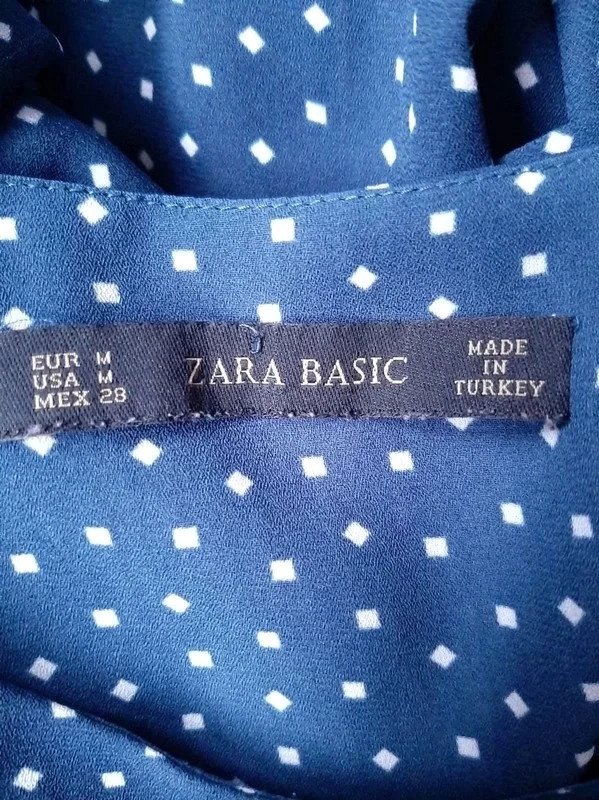 EUR M
USA M
MEX 28
ZARA BASIC
MADE
IN
TURKEY